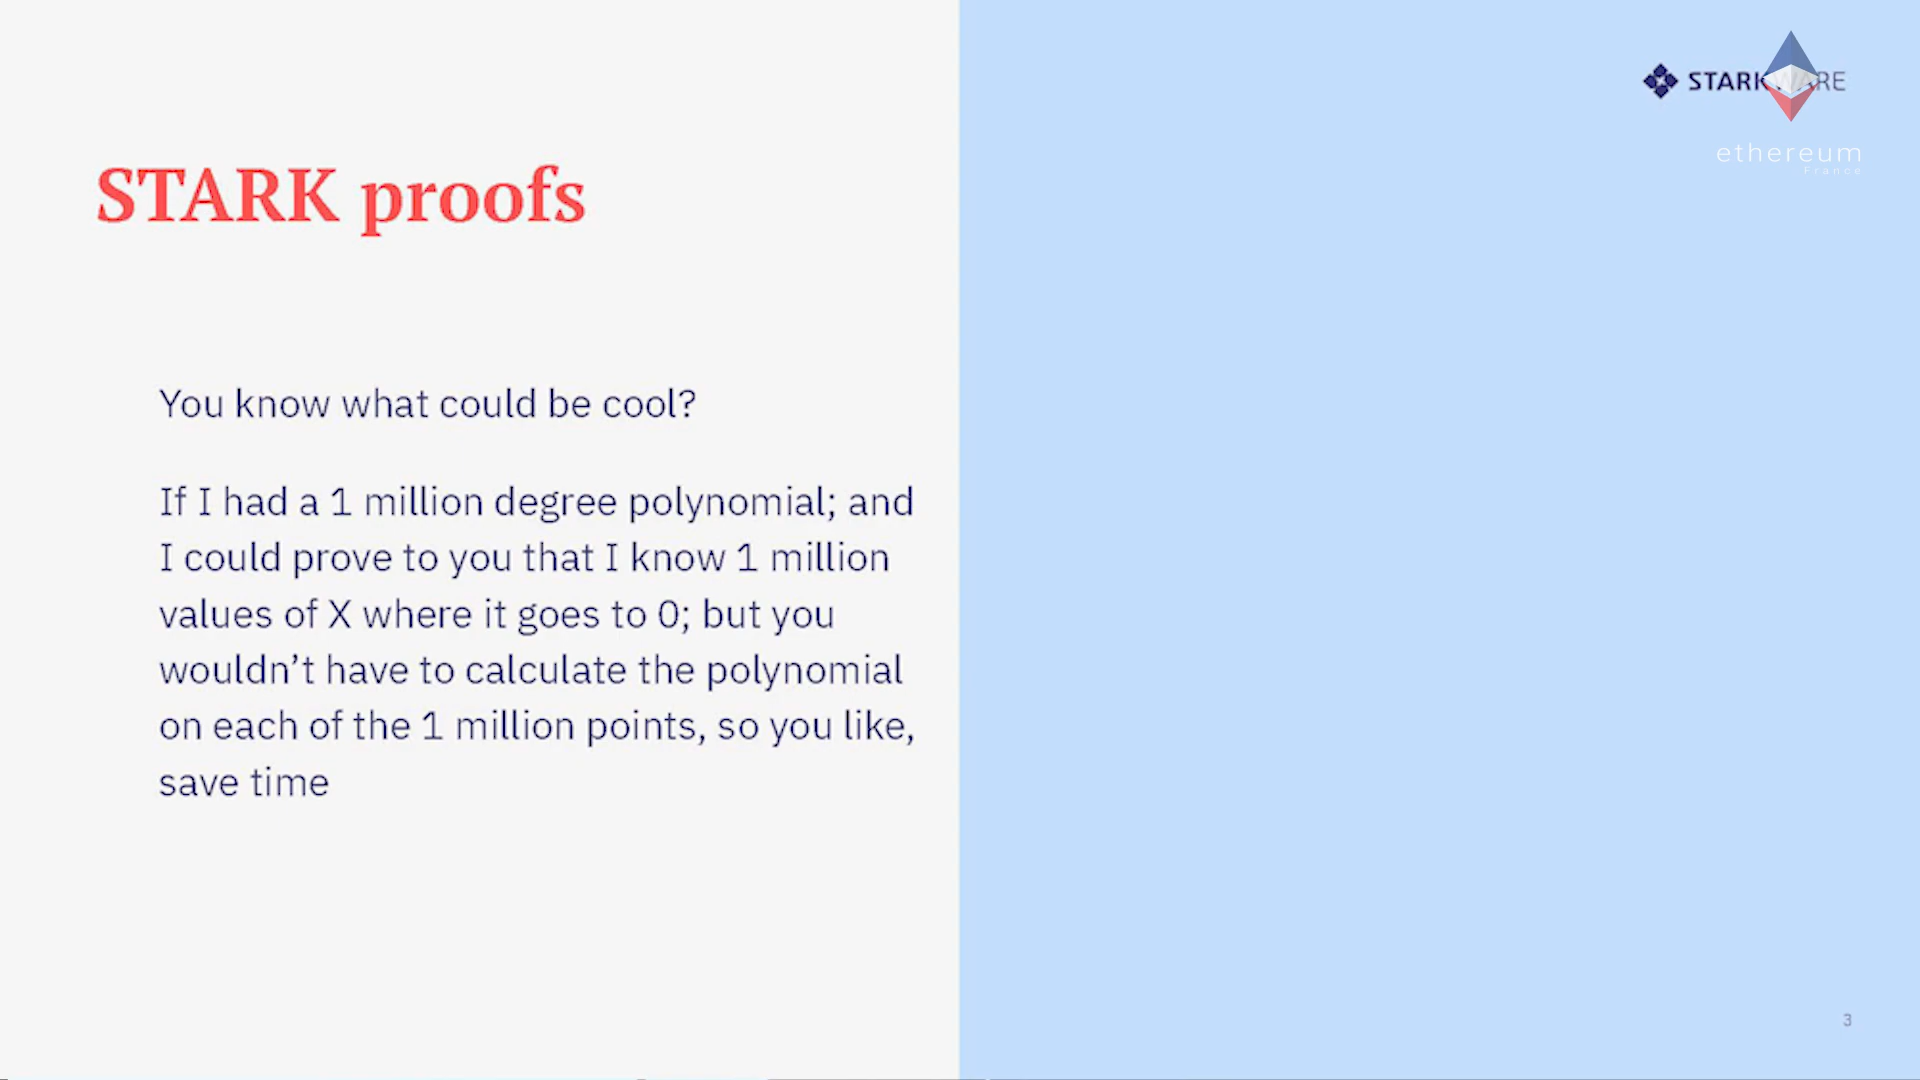 STARKWARE
ethereum
France
STARK proofs
You know what could be cool?
If I had a 1 million degree polynomial; and
I could prove to you that I know 1 million
values of X where it goes to 0; but you
wouldn’t have to calculate the polynomial
on each of the 1 million points, so you like,
save time
3